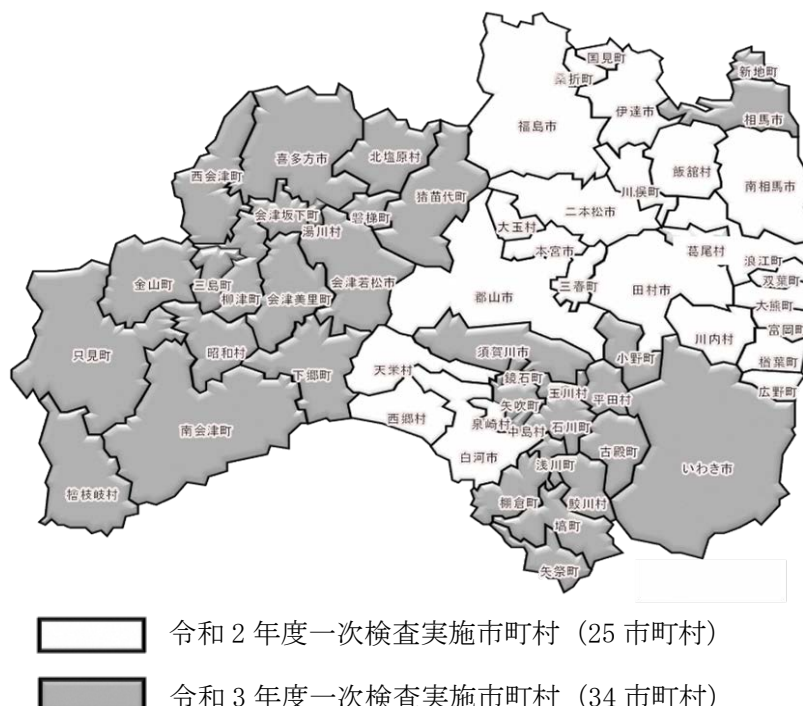 国見町
桑折町
新地町
伊達市
相馬市
福島市
喜多方市
北塩原村
西会津町
猪苗代町
飯舘村
川俣町
南相馬市
会津坂下町
磐梯町
二本松市
湯川村
大玉村
本宮市
葛尾村
浪江町
金山町
三島町
会津若松市
三春町
双葉町
柳津町
会津美里町
郡山市
田村市
大熊町
富岡町
川内村
只見町
昭和村
須賀川市
小野町
楢葉町
下郷町
天栄村
鏡石町
玉川村
平田村
広野町
矢吹町
南会津町
西郷村
泉崎村
中島村
石川町
古殿町
白河市
浅川町
いわき市
檜枝岐村
棚倉町
鮫川村
塙町
矢祭町
令和 2 年度一次検査実施市町村（25 市町村）
令和 3 年度一次検査実施市町村（34 市町村）